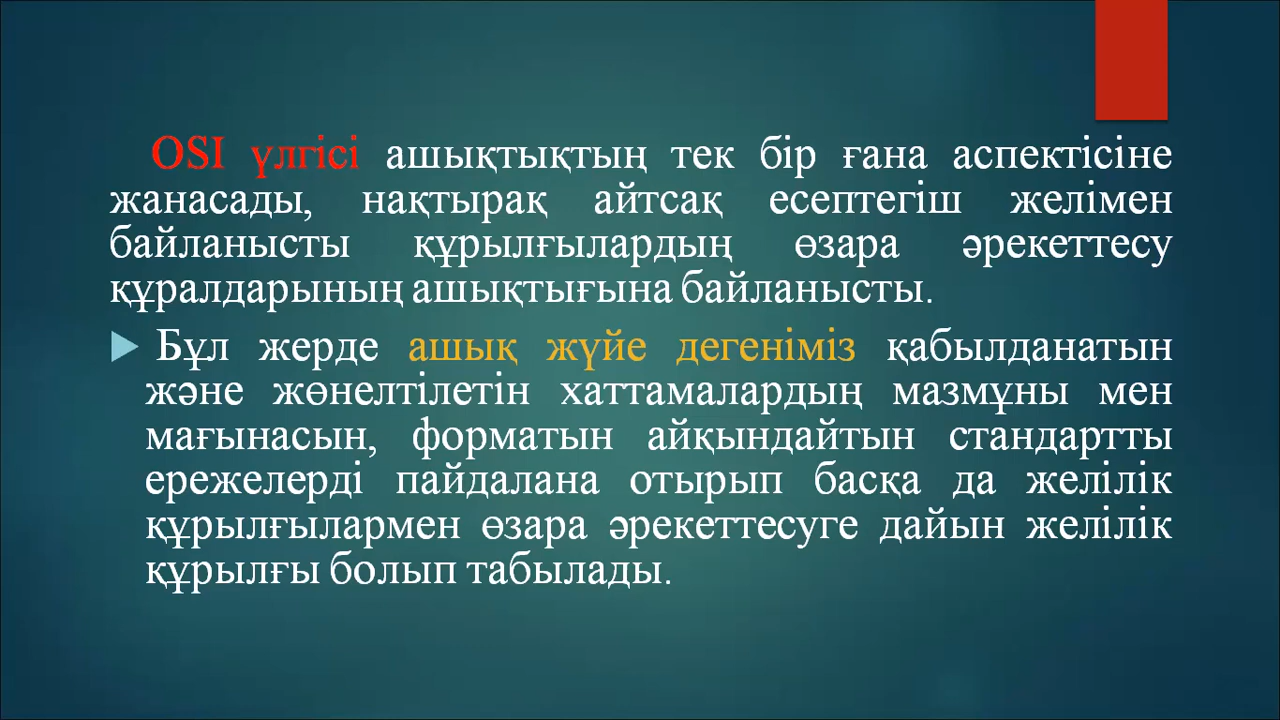 OSI үлгісі ашықтықтың тек бір ғана аспектісіне
жанасады, нақтырақ айтсақ есептегіш желімен
байланысты құрылғылардың өзара әрекеттесу
құралдарының ашықтығына байланысты.
Бұл жерде ашық жүйе дегеніміз қабылданатын
және жөнелтілетін хаттамалардың мазмұны мен
мағынасын, форматын айқындайтын стандартты
ережелерді пайдалана отырып басқа да желілік
құрылғылармен өзара әрекеттесуге дайын желілік
құрылғы болып табылады.